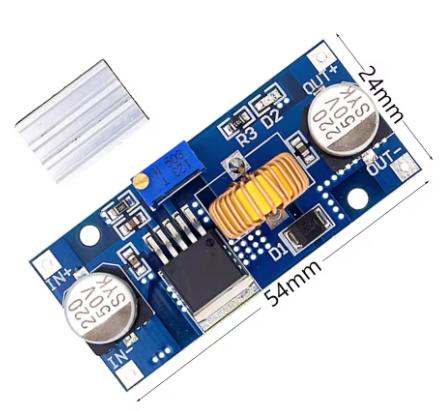 OUT+
24mm
D2
R3
220
50V
SYK
OUT-
IN+
D1
54mm
220
50V
SYK
IN-